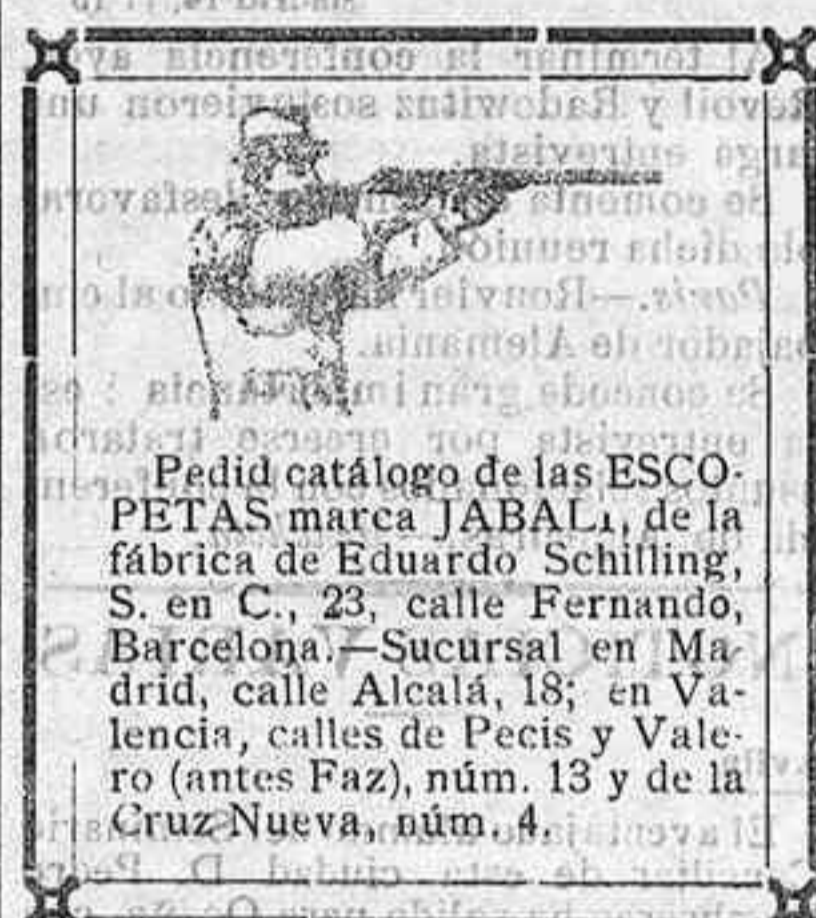 Pedid catálogo de las ESCO-
PETAS marca JABALI, de la
fábrica de Eduardo Schilling,
S. en C., 23, calle Fernando,
Barcelona.—Sucursal en Ma
drid, calle Alcalá, 18; en Va-
lencia, calles de Pecis y Vale-
ro (antes Faz), núm. 13 y de la
Cruz Nueva, núm. 4.